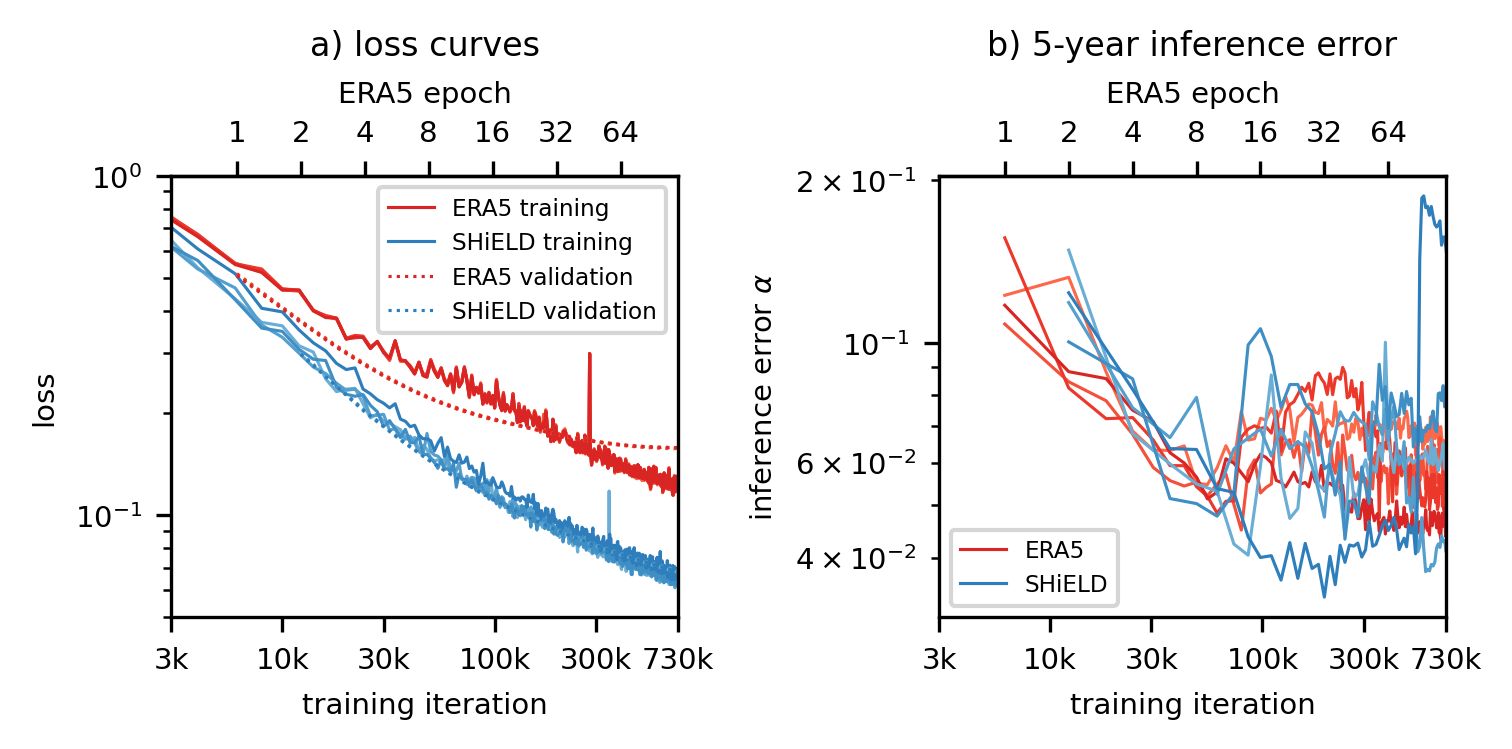 a) loss curves
ERA5 epoch
1 2 4 8 16 32 64
10⁰
10⁻¹
loss
ERA5 training
SHiELD training
ERA5 validation
SHiELD validation
3k 10k 30k 100k 300k 730k
training iteration
b) 5-year inference error
ERA5 epoch
1 2 4 8 16 32 64
2 × 10⁻¹
10⁻¹
6 × 10⁻²
4 × 10⁻²
inference error α
ERA5
SHiELD
3k 10k 30k 100k 300k 730k
training iteration